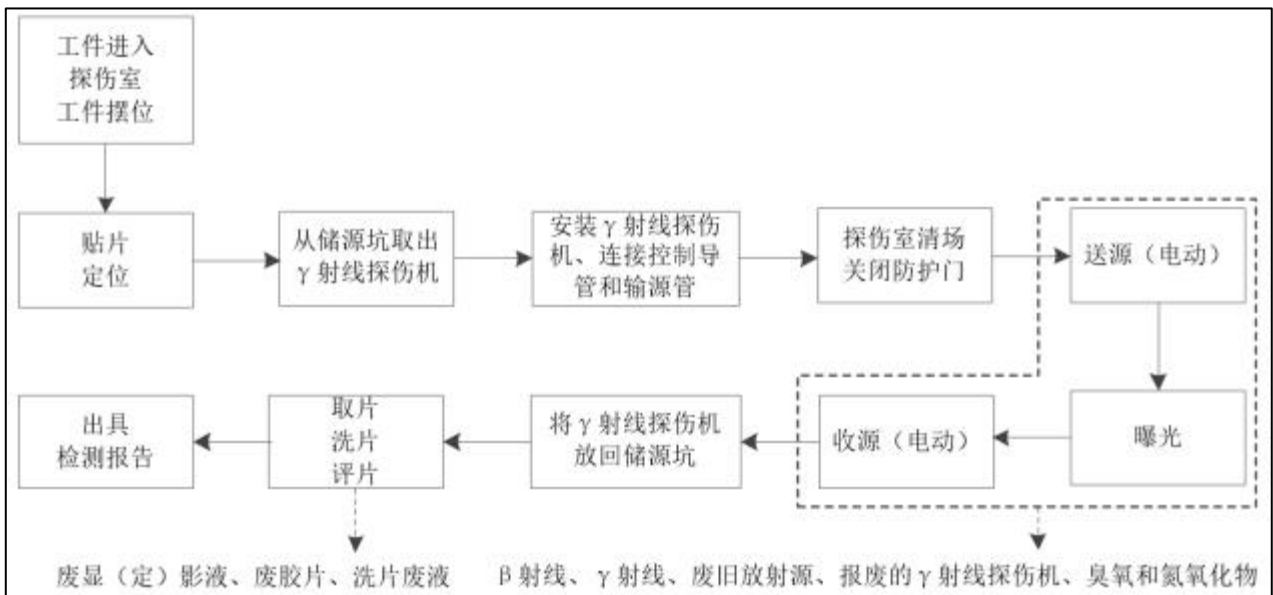 工件进入
探伤室
工件摆位
贴片
定位
从储源坑取出
γ射线探伤机
安装γ射线探伤
机、连接控制导
管和输源管
探伤室清场
关闭防护门
送源（电动）
曝光
收源（电动）
将γ射线探伤机
放回储源坑
取片
洗片
评片
出具
检测报告
废显（定）影液、废胶片、洗片废液
β射线、γ射线、废旧放射源、报废的γ射线探伤机、臭氧和氮氧化物